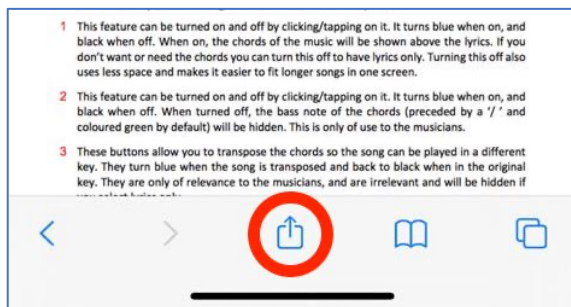 1 This feature can be turned on and off by clicking/tapping on it. It turns blue when on, and
black when off. When on, the chords of the music will be shown above the lyrics. If you
don't want or need the chords you can turn this off to have lyrics only. Turning this off also
uses less space and makes it easier to fit longer songs in one screen.
2 This feature can be turned on and off by clicking/tapping on it. It turns blue when on, and
black when off. When turned off, the bass note of the chords (preceded by a '/ ' and
coloured green by default) will be hidden. This is only of use to the musicians.
3 These buttons allow you to transpose the chords so the song can be played in a different
key. They turn blue when the song is transposed and back to black when in the original
key. They are only of relevance to the musicians, and are irrelevant and will be hidden if
you select lyrics only.